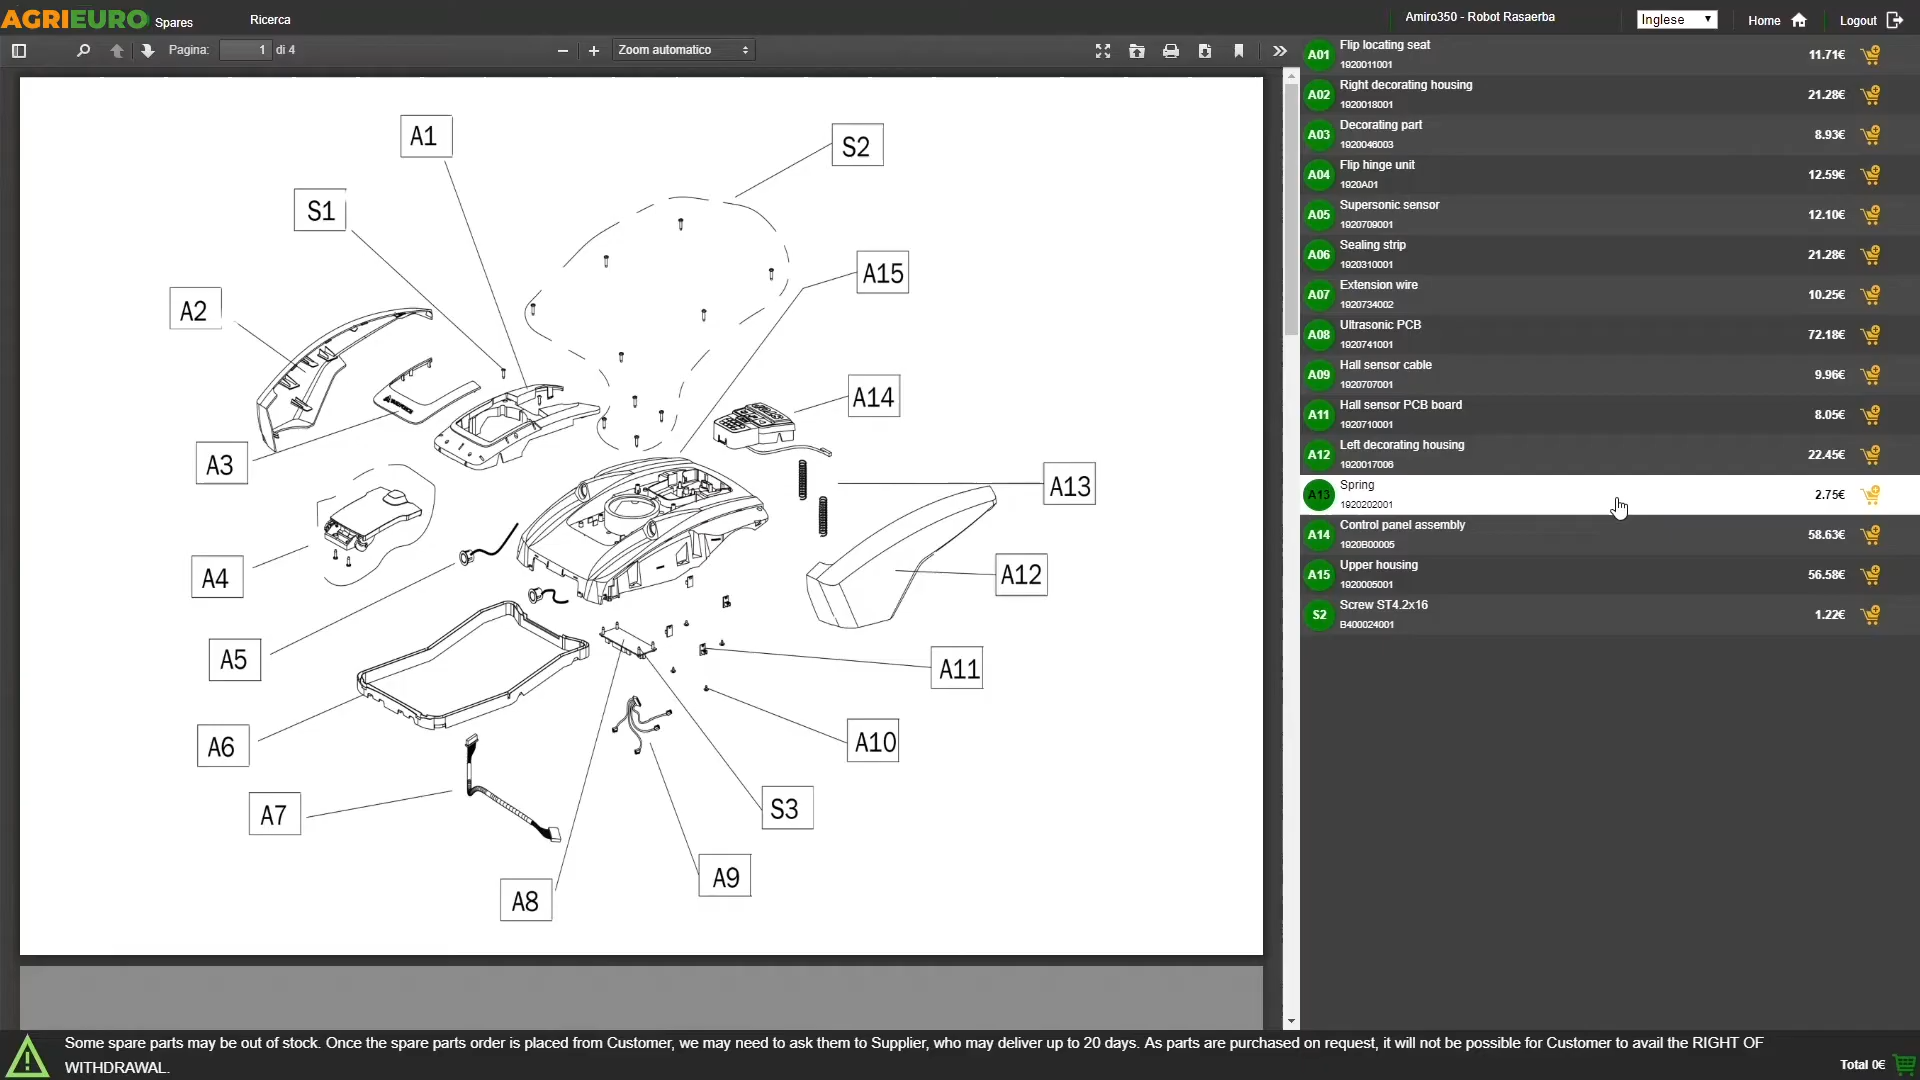 AGRIEURO Spares
Ricerca
Amiro350 - Robot Rasaerba
Inglese
Home
Logout
Pagina: 1 di 4
Zoom automatico
A1
S2
S1
A15
A2
A14
A3
A13
A4
A12
A5
A11
A6
A10
A7
S3
A9
A8
A01 Flip locating seat 11.71€
1920011001
A02 Right decorating housing 21.28€
1920018001
A03 Decorating part 8.93€
1920046003
A04 Flip hinge unit 12.59€
1920A01
A05 Supersonic sensor 12.10€
1920709001
A06 Sealing strip 21.28€
1920310001
A07 Extension wire 10.25€
1920734002
A08 Ultrasonic PCB 72.18€
1920741001
A09 Hall sensor cable 9.96€
1920707001
A11 Hall sensor PCB board 8.05€
1920710001
A12 Left decorating housing 22.45€
1920017006
A13 Spring 2.75€
1920202001
A14 Control panel assembly 58.63€
1920B00005
A15 Upper housing 56.58€
1920005001
S2 Screw ST4.2x16 1.22€
B400024001
Some spare parts may be out of stock. Once the spare parts order is placed from Customer, we may need to ask them to Supplier, who may deliver up to 20 days. As parts are purchased on request, it will not be possible for Customer to avail the RIGHT OF
WITHDRAWAL.
Total 0€